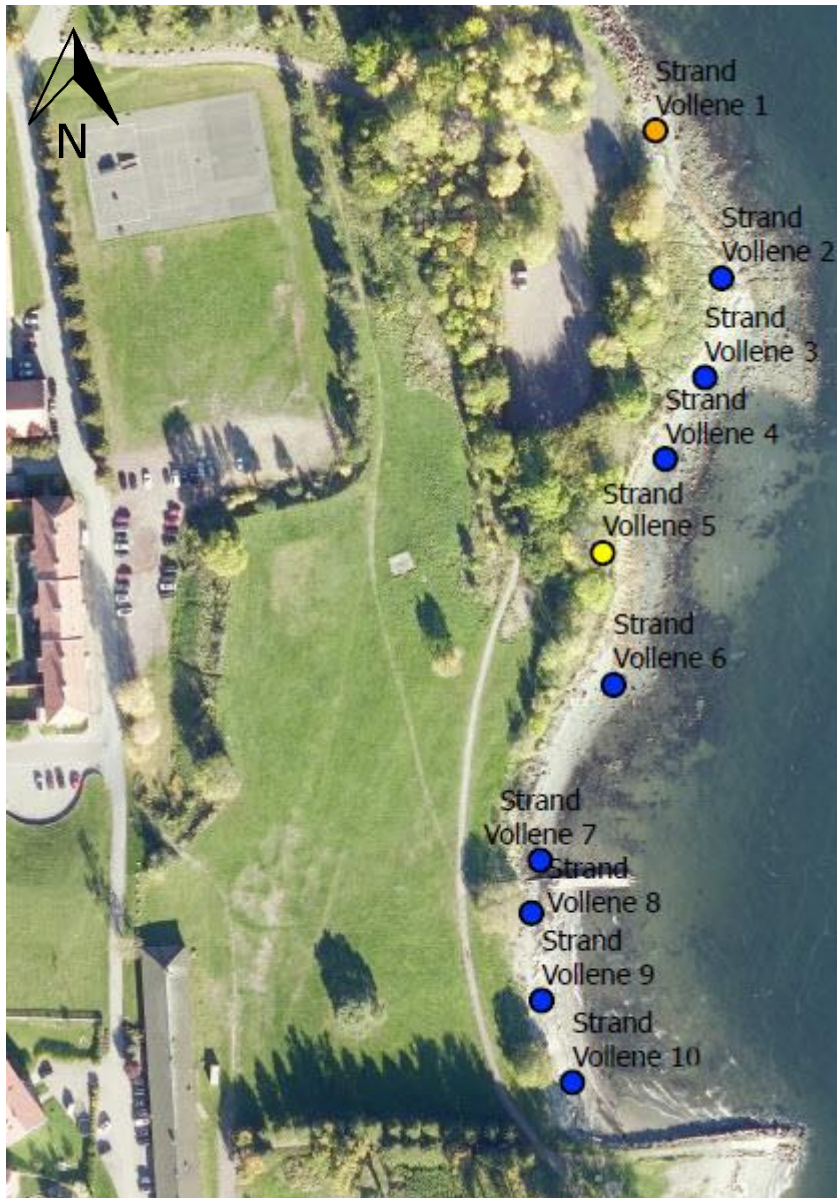 N
Strand
Vollene 1
Strand
Vollene 2
Strand
Vollene 3
Strand
Vollene 4
Strand
Vollene 5
Strand
Vollene 6
Strand
Vollene 7
Strand
Vollene 8
Strand
Vollene 9
Strand
Vollene 10